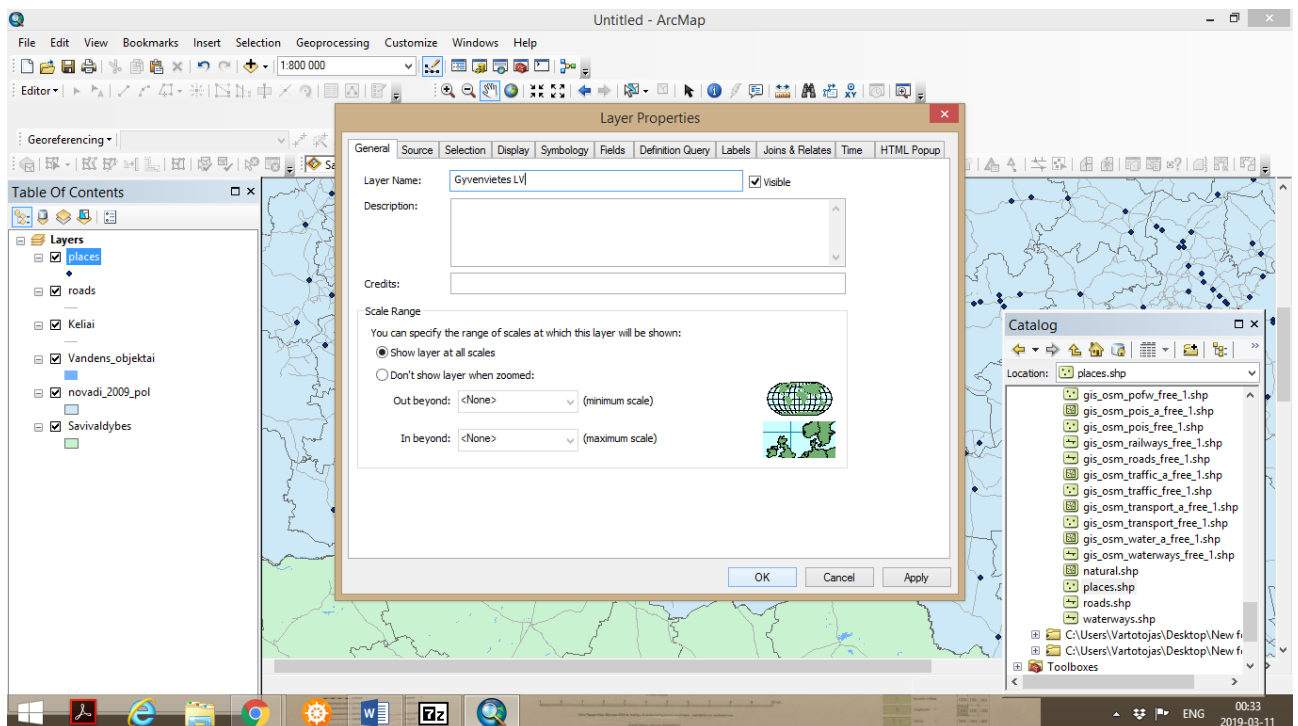 Untitled - ArcMap
File Edit View Bookmarks Insert Selection Geoprocessing Customize Windows Help
1:800 000
Editor
Georeferencing
Sa
Table Of Contents
Layers
places
roads
Keliai
Vandens_objektai
novadi_2009_pol
Savivaldybes
Layer Properties
General Source Selection Display Symbology Fields Definition Query Labels Joins & Relates Time HTML Popup
Layer Name: Gyvenvietes LV Visible
Description:
Credits:
Scale Range
You can specify the range of scales at which this layer will be shown:
Show layer at all scales
Don't show layer when zoomed:
Out beyond: <None> (minimum scale)
In beyond: <None> (maximum scale)
OK Cancel Apply
Catalog
Location: places.shp
gis_osm_pofw_free_1.shp
gis_osm_pois_a_free_1.shp
gis_osm_pois_free_1.shp
gis_osm_railways_free_1.shp
gis_osm_roads_free_1.shp
gis_osm_traffic_a_free_1.shp
gis_osm_traffic_free_1.shp
gis_osm_transport_a_free_1.shp
gis_osm_transport_free_1.shp
gis_osm_water_a_free_1.shp
gis_osm_waterways_free_1.shp
natural.shp
places.shp
roads.shp
waterways.shp
C:\Users\Vartotojas\Desktop\New f
C:\Users\Vartotojas\Desktop\New f
Toolboxes
7z
ENG
00:33
2019-03-11